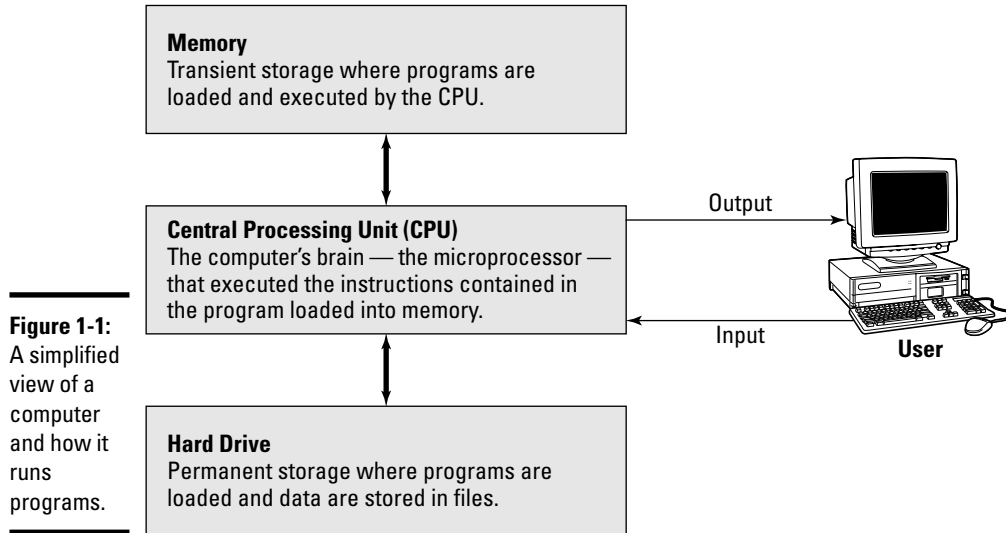 Memory
Transient storage where programs are
loaded and executed by the CPU.
Central Processing Unit (CPU)
The computer's brain — the microprocessor —
that executed the instructions contained in
the program loaded into memory.
Output
Input
User
Hard Drive
Permanent storage where programs are
loaded and data are stored in files.
Figure 1-1:
A simplified
view of a
computer
and how it
runs
programs.